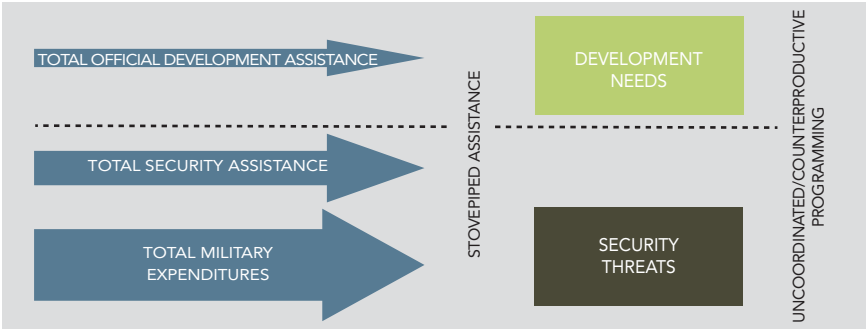 TOTAL OFFICIAL DEVELOPMENT ASSISTANCE
TOTAL SECURITY ASSISTANCE
TOTAL MILITARY
EXPENDITURES
STOVEPIPED ASSISTANCE
DEVELOPMENT
NEEDS
SECURITY
THREATS
UNCOORDINATED/COUNTERPRODUCTIVE
PROGRAMMING